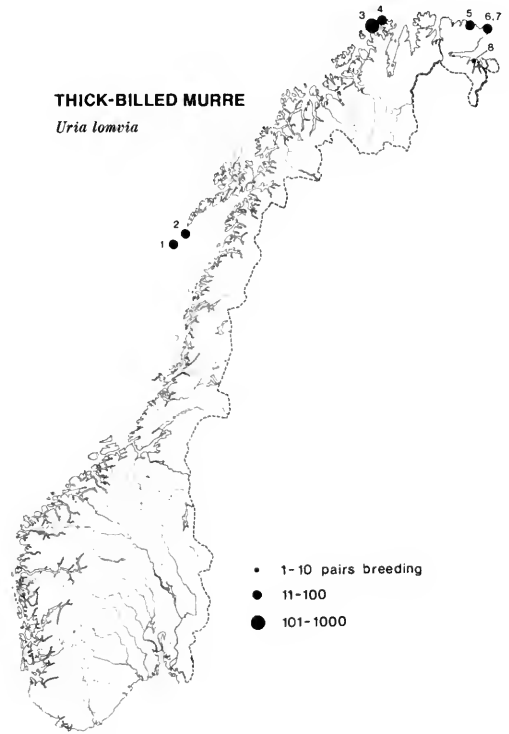 3 4
5 6,7
8
THICK-BILLED MURRE
Uria lomvia
2
1
1-10 pairs breeding
11-100
101-1000